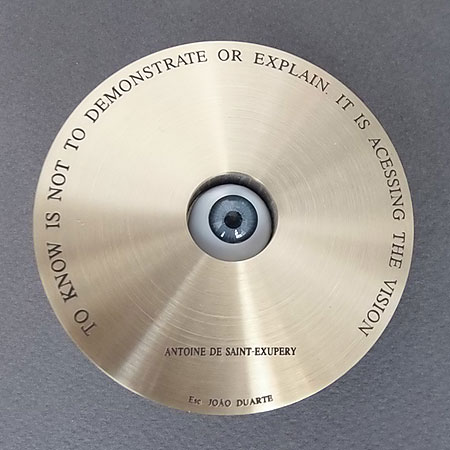 TO KNOW IS NOT TO DEMONSTRATE OR EXPLAIN. IT IS ACESSING THE VISION
ANTOINE DE SAINT-EXUPERY
Esc JOÃO DUARTE